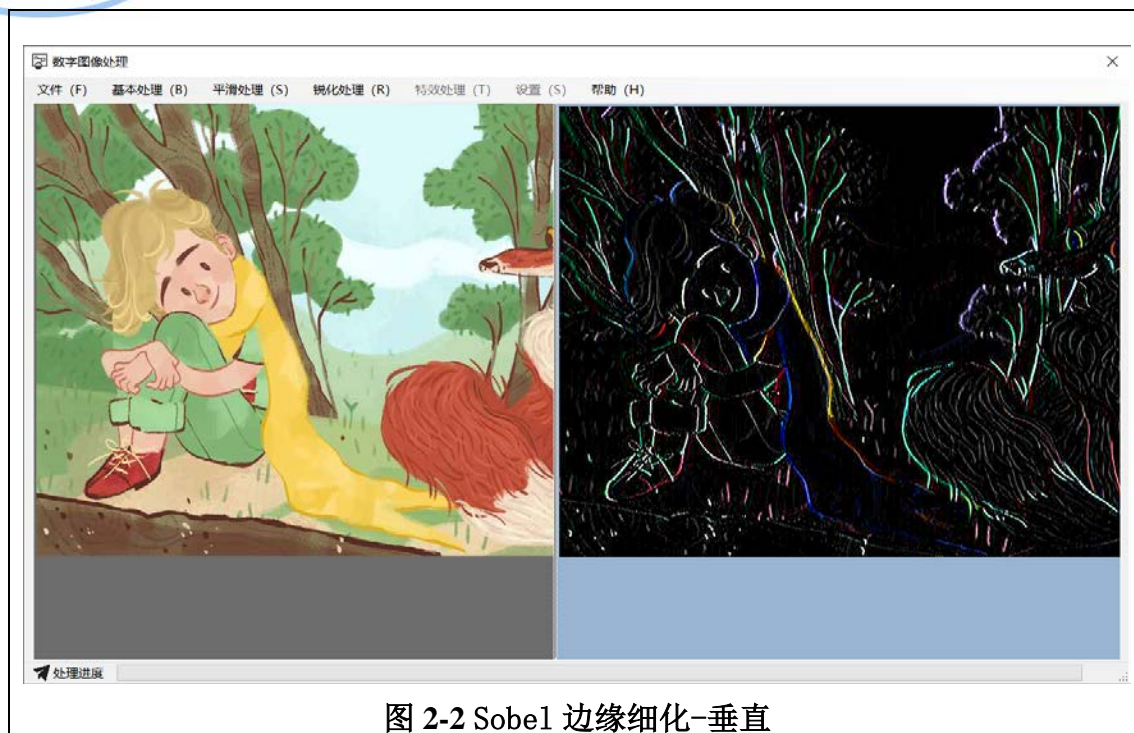 数字图像处理
文件 (F) 基本处理 (B) 平滑处理 (S) 锐化处理 (R) 特效处理 (T) 设置 (S) 帮助 (H)
处理进度
图 2-2 Sobel 边缘细化-垂直